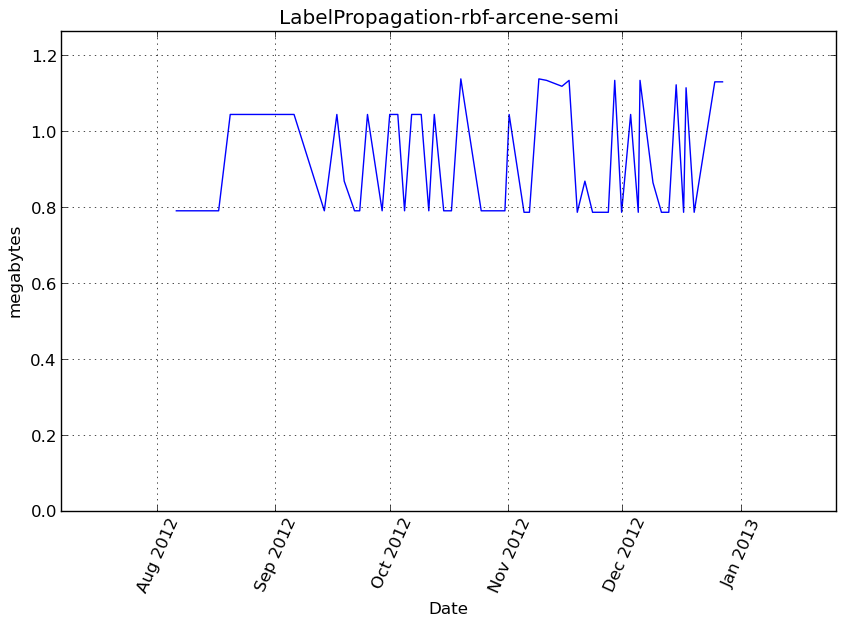 LabelPropagation-rbf-arcene-semi
1.2
1.0
0.8
0.6
0.4
0.2
0.0
megabytes
Aug 2012
Sep 2012
Oct 2012
Nov 2012
Dec 2012
Jan 2013
Date